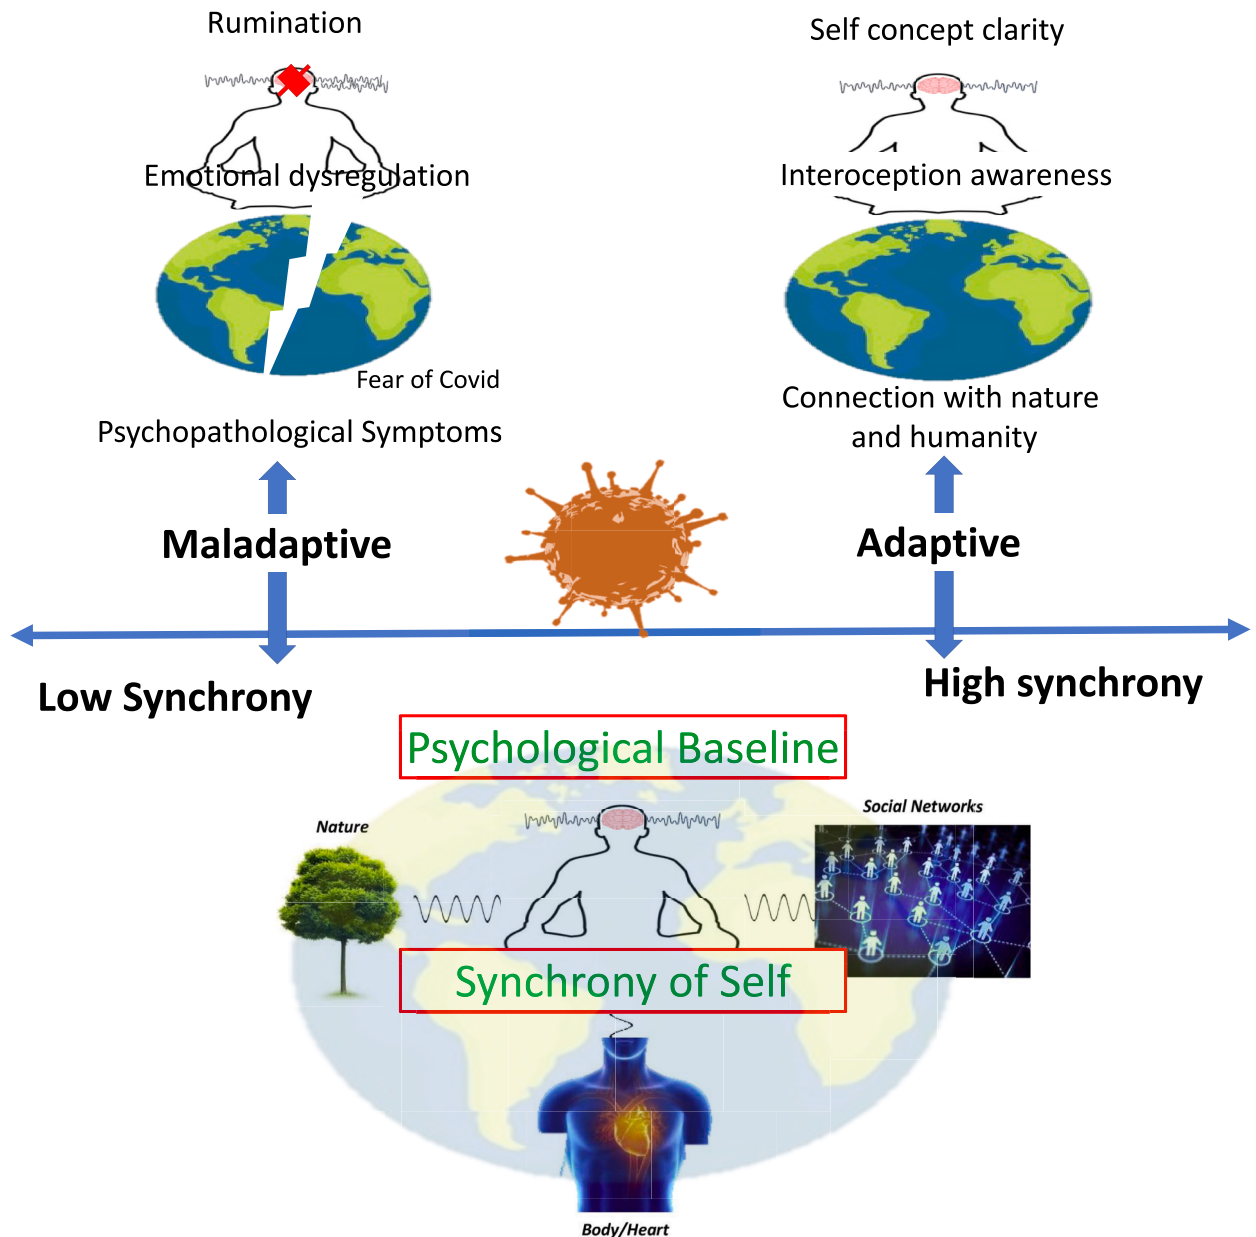 Rumination
Self concept clarity
Emotional dysregulation
Interoception awareness
Fear of Covid
Connection with nature
and humanity
Psychopathological Symptoms
Maladaptive
Adaptive
Low Synchrony
High synchrony
Psychological Baseline
Social Networks
Nature
Synchrony of Self
Body/Heart